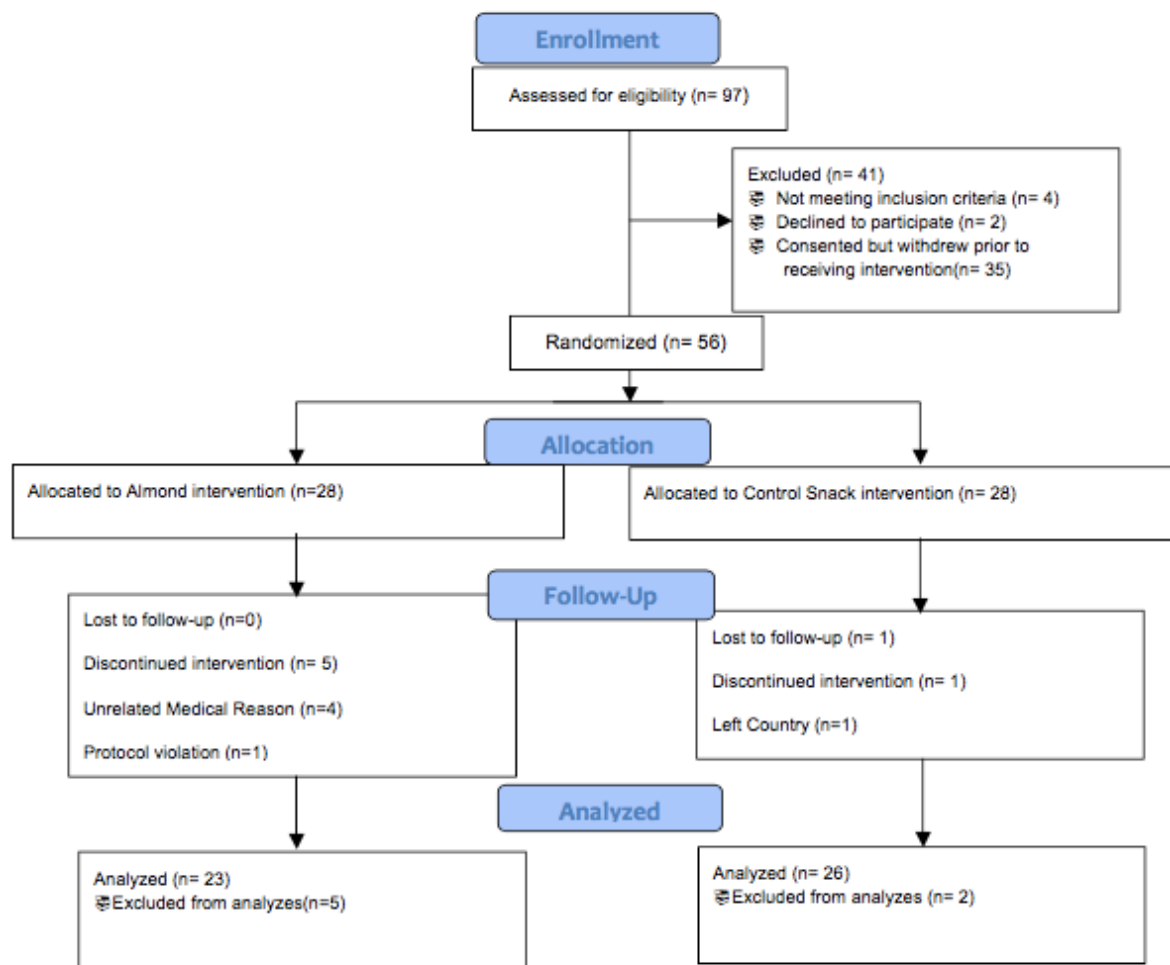 Enrollment
Assessed for eligibility (n= 97)
Excluded (n= 41)
Not meeting inclusion criteria (n= 4)
Declined to participate (n= 2)
Consented but withdrew prior to
receiving intervention(n= 35)
Randomized (n= 56)
Allocation
Allocated to Almond intervention (n=28)
Allocated to Control Snack intervention (n= 28)
Follow-Up
Lost to follow-up (n=0)
Discontinued intervention (n= 5)
Unrelated Medical Reason (n=4)
Protocol violation (n=1)
Lost to follow-up (n= 1)
Discontinued intervention (n= 1)
Left Country (n=1)
Analyzed
Analyzed (n= 23)
Excluded from analyzes(n=5)
Analyzed (n= 26)
Excluded from analyzes (n= 2)